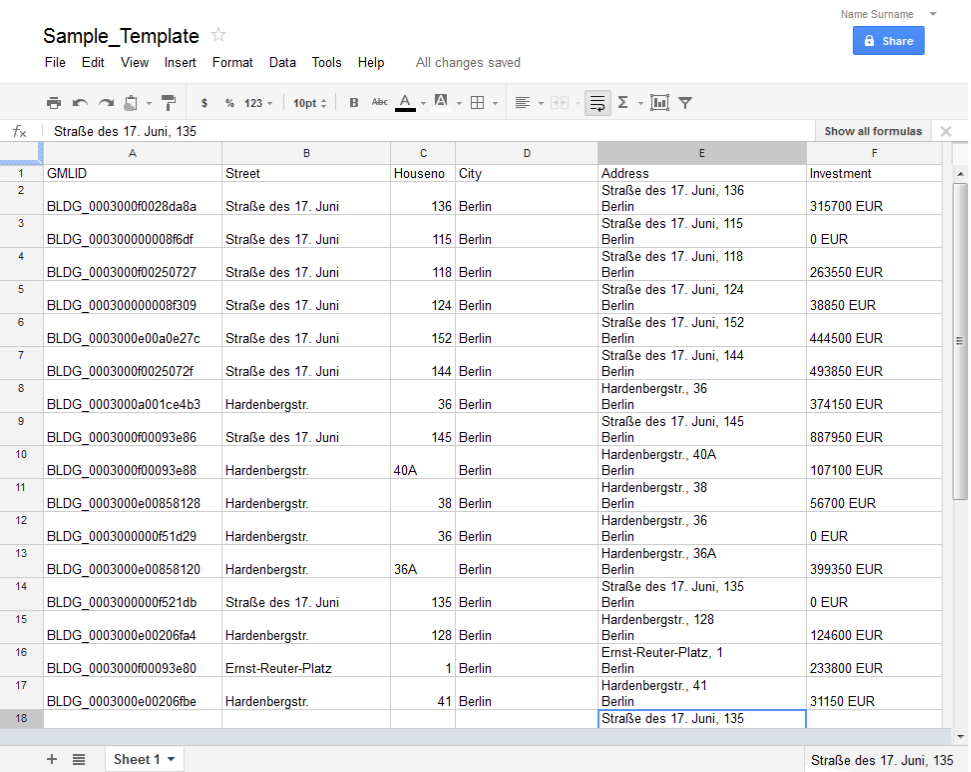 Name Surname
Sample_Template
Share
File Edit View Insert Format Data Tools Help All changes saved
$ % 123 10pt B Abc A A Σ
fx Straße des 17. Juni, 135 Show all formulas
A B C D E F
1 GMLID Street Houseno City Address Investment
2 Straße des 17. Juni, 136
BLDG_0003000f0028da8a Straße des 17. Juni 136 Berlin Berlin 315700 EUR
3 Straße des 17. Juni, 115
BLDG_000300000008f6df Straße des 17. Juni 115 Berlin Berlin 0 EUR
4 Straße des 17. Juni, 118
BLDG_0003000f00250727 Straße des 17. Juni 118 Berlin Berlin 263550 EUR
5 Straße des 17. Juni, 124
BLDG_000300000008f309 Straße des 17. Juni 124 Berlin Berlin 38850 EUR
6 Straße des 17. Juni, 152
BLDG_0003000e00a0e27c Straße des 17. Juni 152 Berlin Berlin 444500 EUR
7 Straße des 17. Juni, 144
BLDG_0003000f0025072f Straße des 17. Juni 144 Berlin Berlin 493850 EUR
8 Hardenbergstr., 36
BLDG_0003000a001ce4b3 Hardenbergstr. 36 Berlin Berlin 374150 EUR
9 Straße des 17. Juni, 145
BLDG_0003000f00093e86 Straße des 17. Juni 145 Berlin Berlin 887950 EUR
10 Hardenbergstr., 40A
BLDG_0003000f00093e88 Hardenbergstr. 40A Berlin Berlin 107100 EUR
11 Hardenbergstr., 38
BLDG_0003000e00858128 Hardenbergstr. 38 Berlin Berlin 56700 EUR
12 Hardenbergstr., 36
BLDG_0003000000f51d29 Hardenbergstr. 36 Berlin Berlin 0 EUR
13 Hardenbergstr., 36A
BLDG_0003000e00858120 Hardenbergstr. 36A Berlin Berlin 399350 EUR
14 Straße des 17. Juni, 135
BLDG_0003000000f521db Straße des 17. Juni 135 Berlin Berlin 0 EUR
15 Hardenbergstr., 128
BLDG_0003000e00206fa4 Hardenbergstr. 128 Berlin Berlin 124600 EUR
16 Ernst-Reuter-Platz, 1
BLDG_0003000f00093e80 Ernst-Reuter-Platz 1 Berlin Berlin 233800 EUR
17 Hardenbergstr., 41
BLDG_0003000e00206fbe Hardenbergstr. 41 Berlin Berlin 31150 EUR
18 Straße des 17. Juni, 135
Sheet 1 Straße des 17. Juni, 135